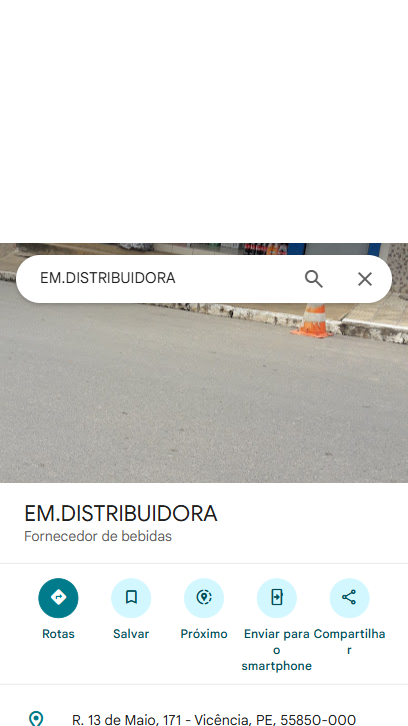 EM.DISTRIBUIDORA
EM.DISTRIBUIDORA
Fornecedor de bebidas
Rotas
Salvar
Próximo
Enviar para
o
smartphone
Compartilha
r
R. 13 de Maio, 171 - Vicência, PE, 55850-000